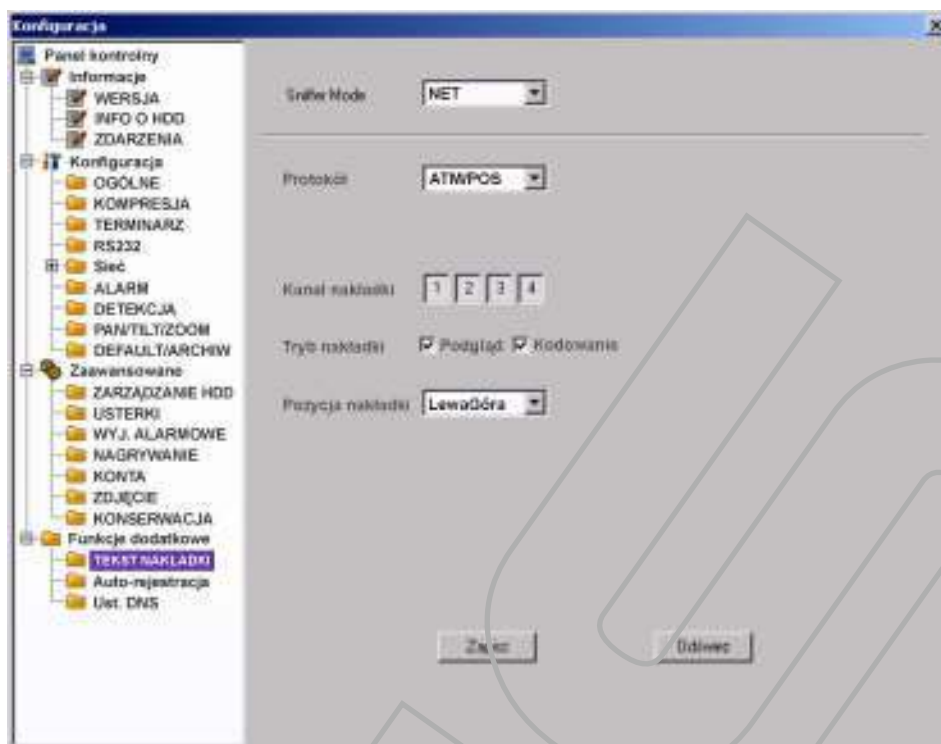 Konfiguracja
Panel kontrolny
Informacje
WERSJA
INFO O HDD
ZDARZENIA
Konfiguracja
OGÓLNE
KOMPRESJA
TERMINARZ
RS232
Sieć
ALARM
DETEKCJA
PAN/TILT/ZOOM
DEFAULT/ARCHIW
Zaawansowane
ZARZĄDZANIE HDD
USTERKI
WYJ. ALARMOWE
NAGRYWANIE
KONTA
ZDJĘCIE
KONSERWACJA
Funkcje dodatkowe
TEKST NAKLADKI
Auto-rejestracja
Ust. DNS
Sniffer Mode NET
Protokół ATM/POS
Kanał nakładki 1 2 3 4
Tryb nakładki Podgląd Kodowanie
Pozycja nakładki LewaGóra
Zapisz Odśwież